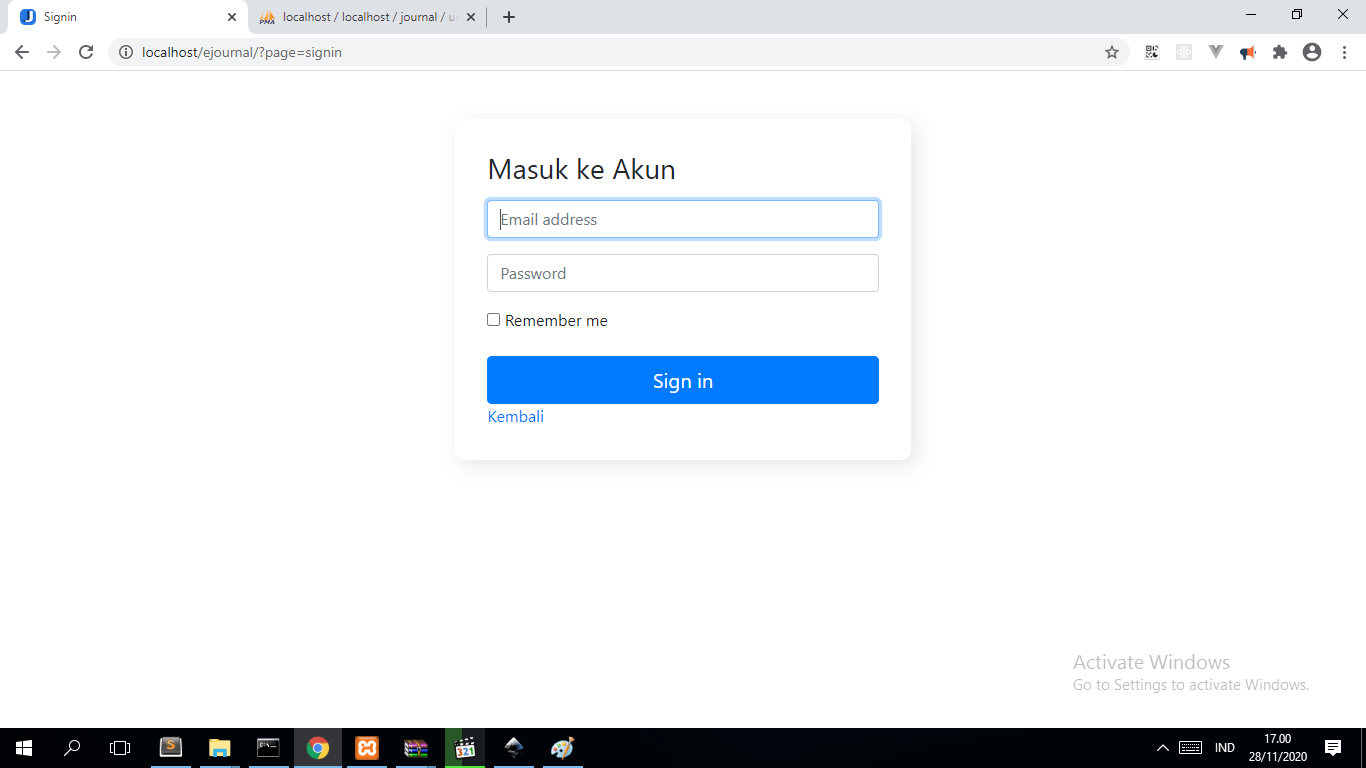 Signin
localhost / localhost / journal / us
localhost/ejournal/?page=signin
Masuk ke Akun
Email address
Password
Remember me
Sign in
Kembali
Activate Windows
Go to Settings to activate Windows.
IND
17.00
28/11/2020